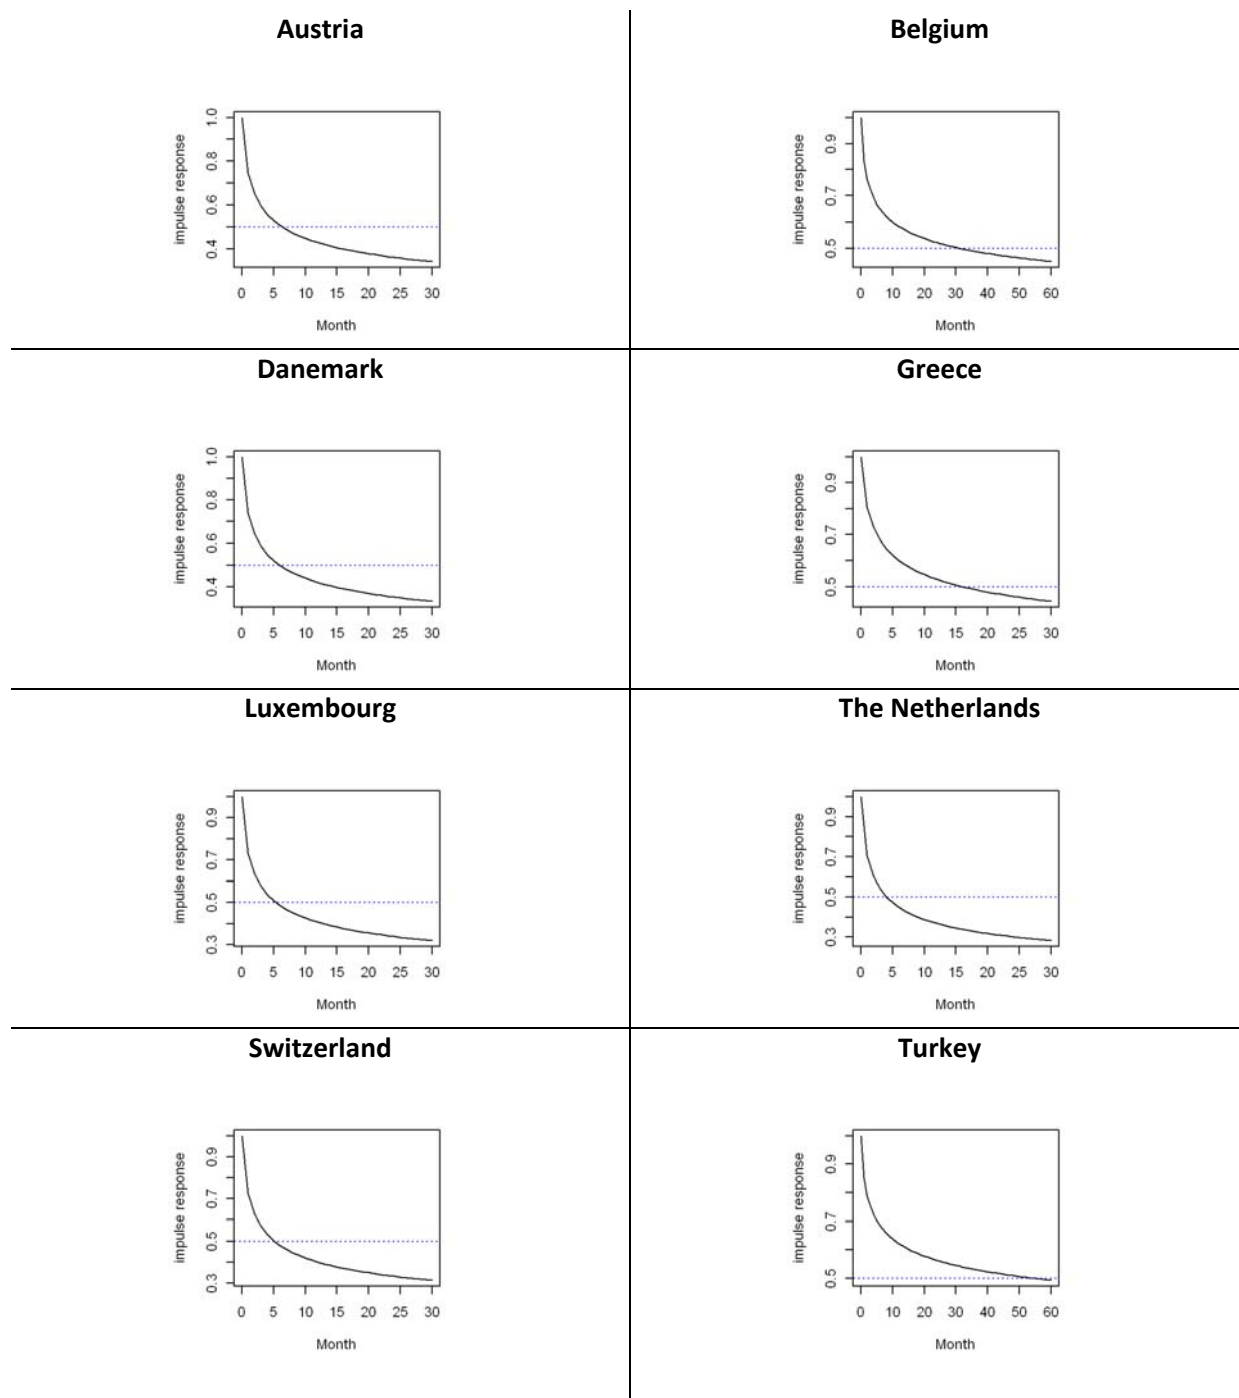 Austria
impulse response
1.0
0.8
0.6
0.4
0 5 10 15 20 25 30
Month
Belgium
impulse response
0.9
0.7
0.5
0 10 20 30 40 50 60
Month
Danemark
impulse response
1.0
0.8
0.6
0.4
0 5 10 15 20 25 30
Month
Greece
impulse response
0.9
0.7
0.5
0 5 10 15 20 25 30
Month
Luxembourg
impulse response
0.9
0.7
0.5
0.3
0 5 10 15 20 25 30
Month
The Netherlands
impulse response
0.9
0.7
0.5
0.3
0 5 10 15 20 25 30
Month
Switzerland
impulse response
0.9
0.7
0.5
0.3
0 5 10 15 20 25 30
Month
Turkey
impulse response
0.9
0.7
0.5
0 10 20 30 40 50 60
Month